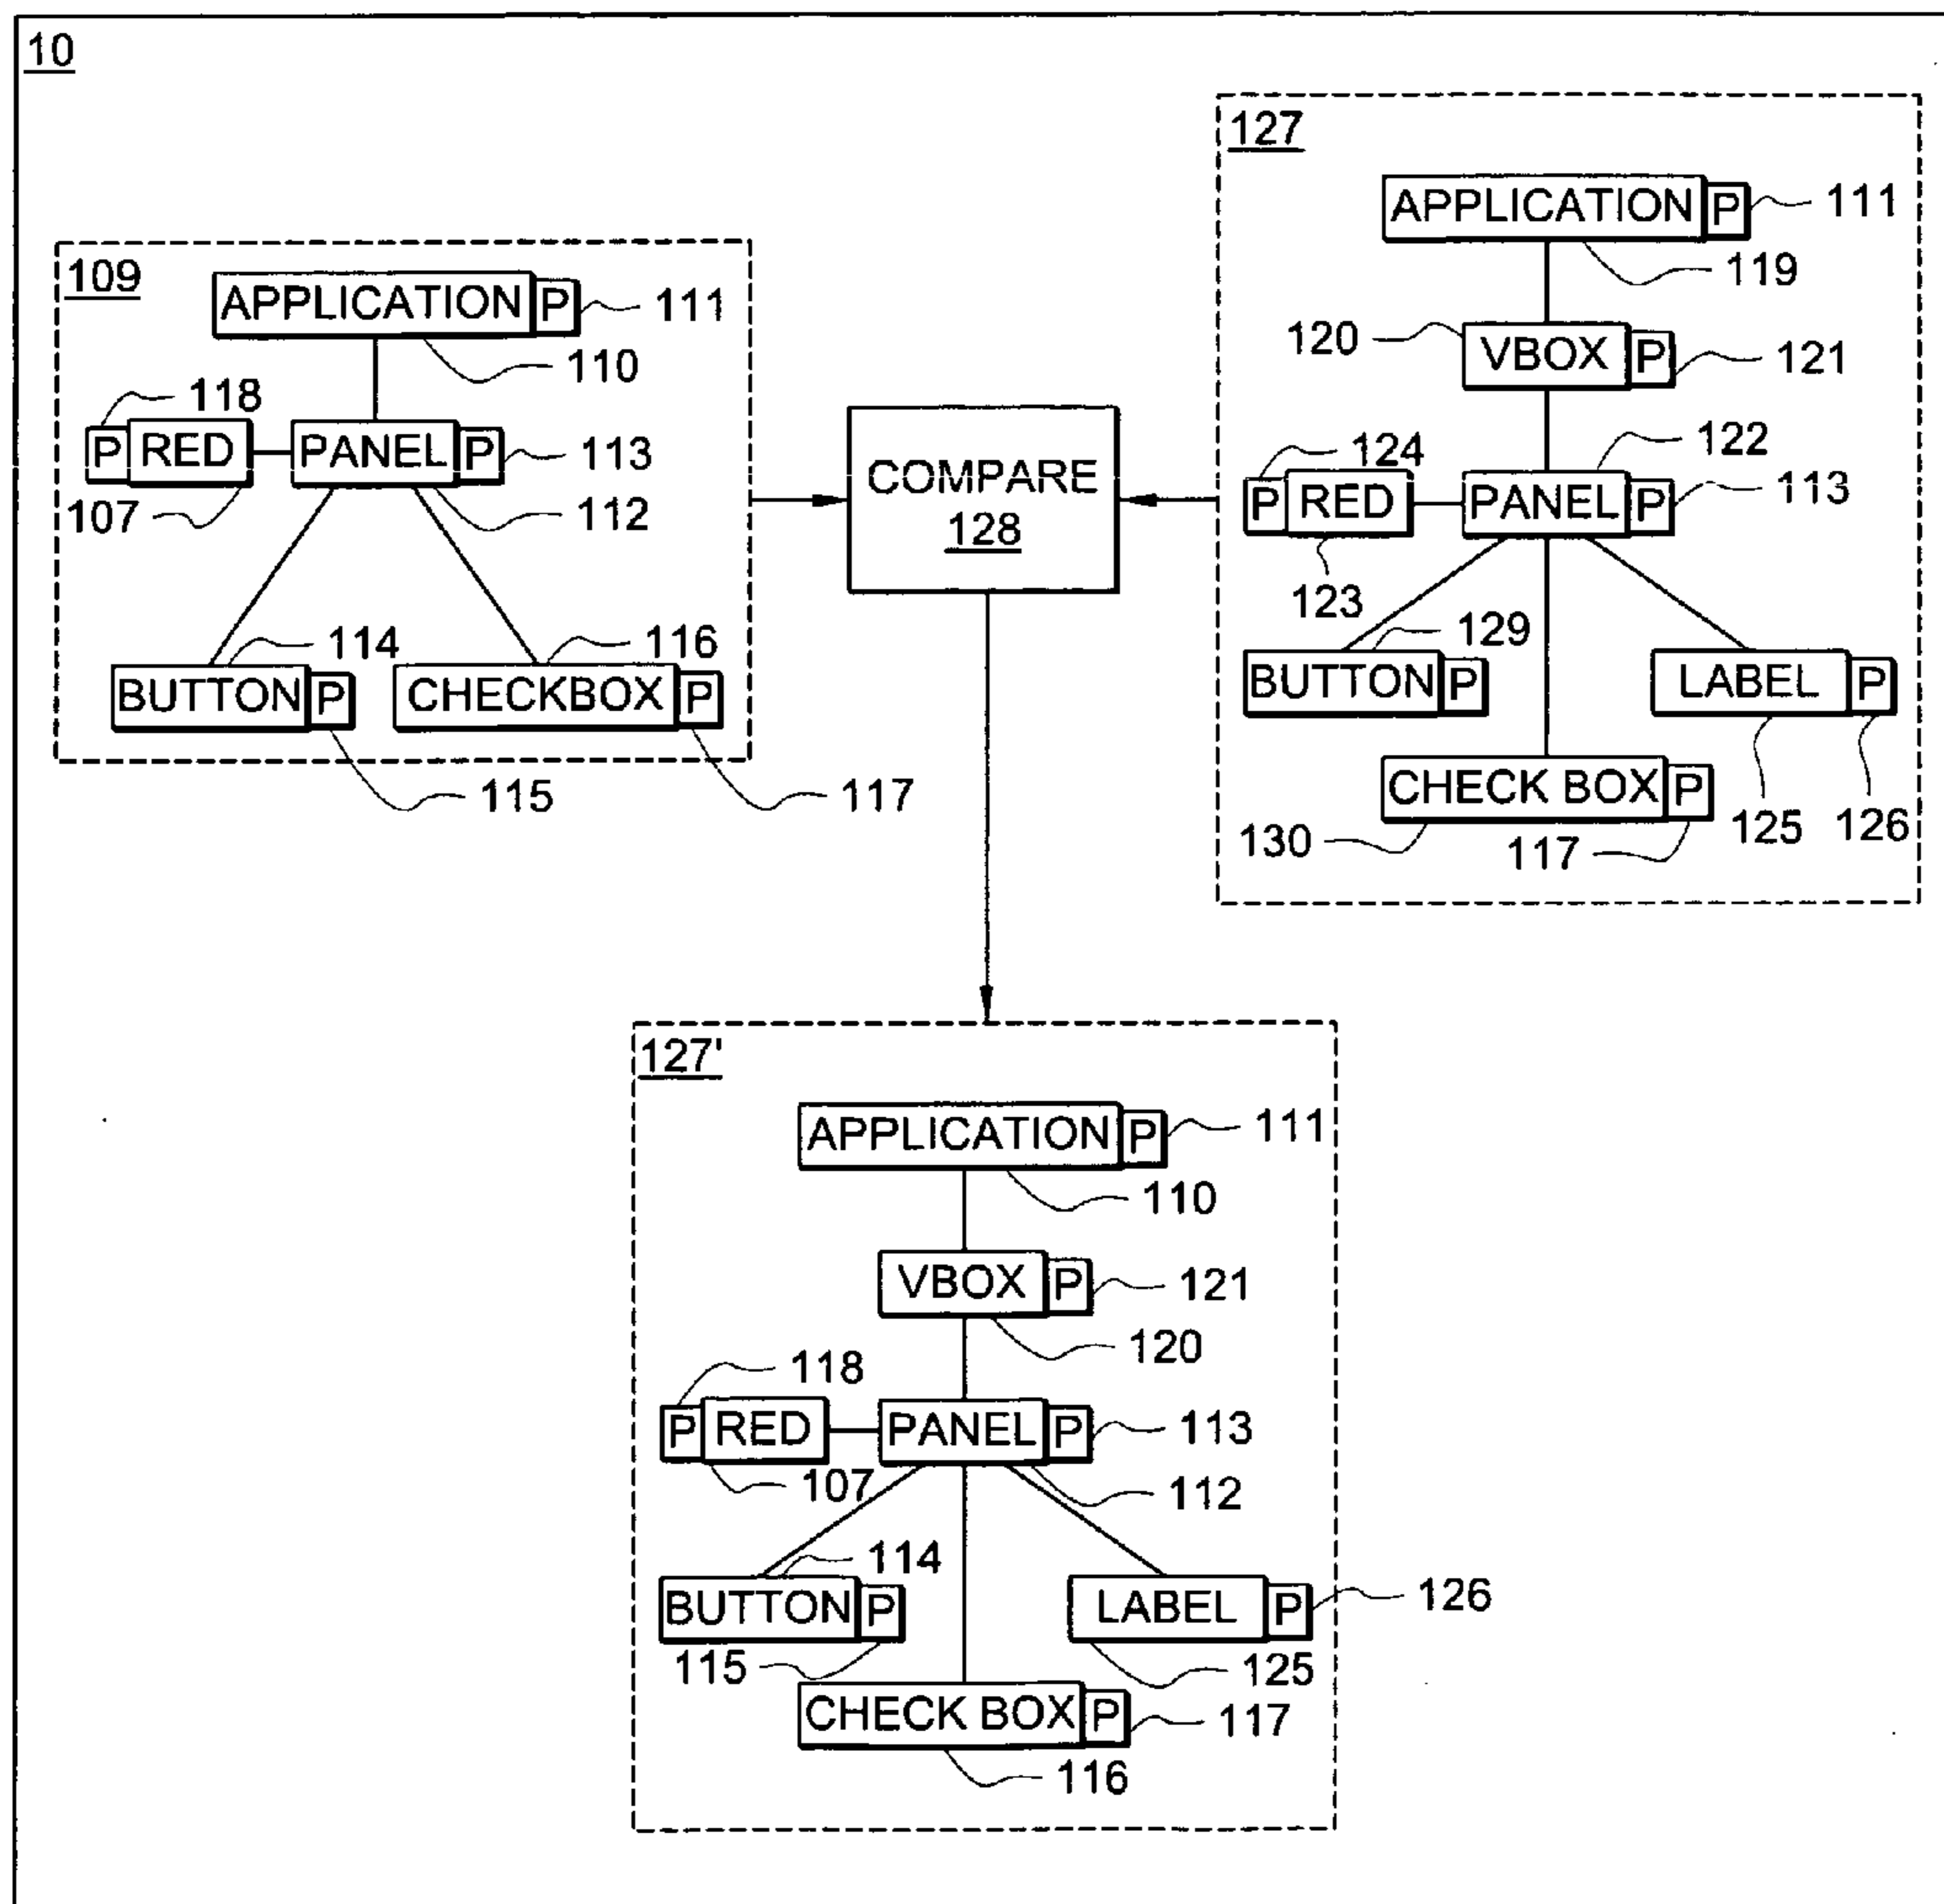 10
109
APPLICATION P 111
110
118
P RED PANEL P 113
107 112
114 116
BUTTON P CHECKBOX P
115 117
COMPARE
128
127
APPLICATION P 111
119
120 VBOX P 121
124 122
P RED PANEL P 113
123
129
BUTTON P LABEL P
125 126
CHECK BOX P
130 117
127'
APPLICATION P 111
110
VBOX P 121
120
118
P RED PANEL P 113
107 112
114
BUTTON P LABEL P 126
115 125
CHECK BOX P 117
116